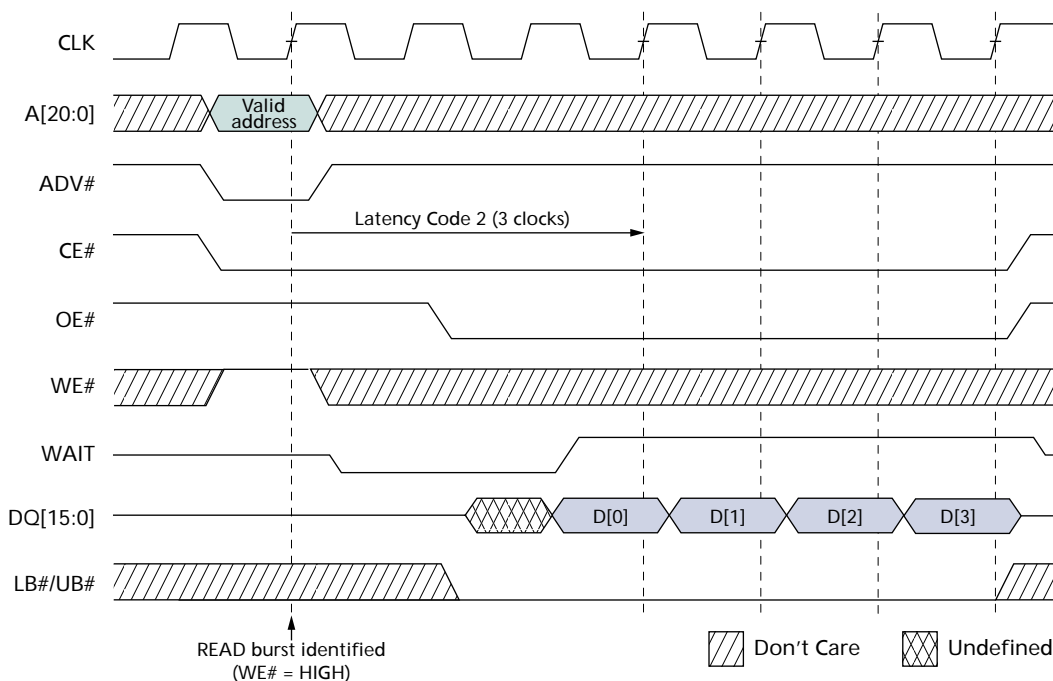 CLK
A[20:0]
Valid
address
ADV#
Latency Code 2 (3 clocks)
CE#
OE#
WE#
WAIT
DQ[15:0]
D[0]
D[1]
D[2]
D[3]
LB#/UB#
READ burst identified
(WE# = HIGH)
Don't Care
Undefined